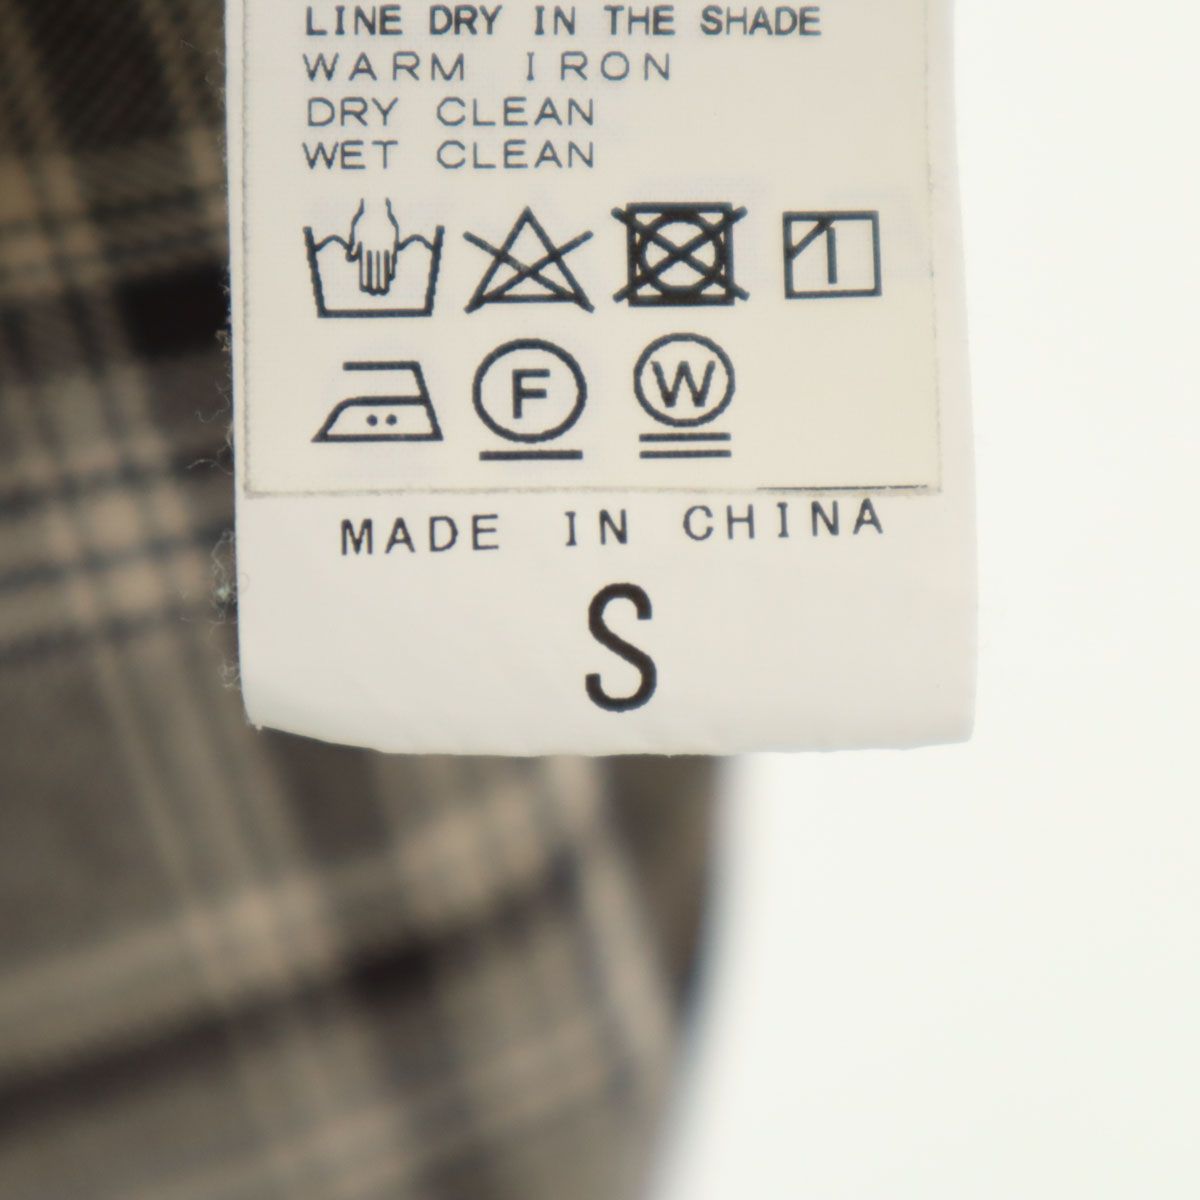 LINE DRY IN THE SHADE
WARM IRON
DRY CLEAN
WET CLEAN
F
W
MADE IN CHINA
S